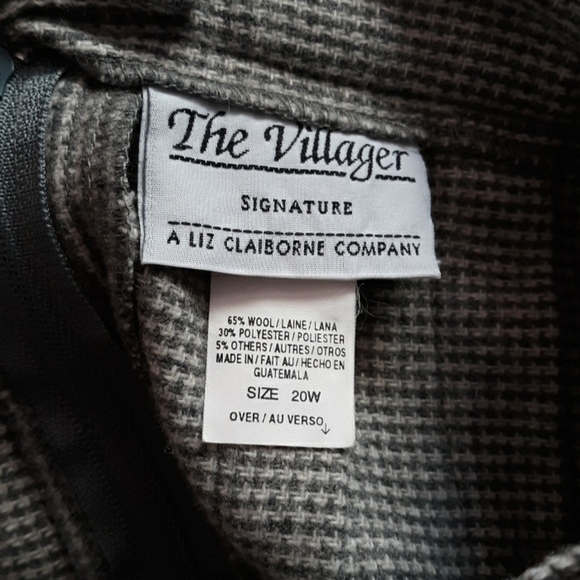 The Villager
SIGNATURE
A LIZ CLAIBORNE COMPANY
65% WOOL/LAINE/LANA
30% POLYESTER/POLIESTER
5% OTHERS/AUTRES/OTROS
MADE IN/FAIT AU/HECHO EN
GUATEMALA
SIZE 20W
OVER/AU VERSO↓